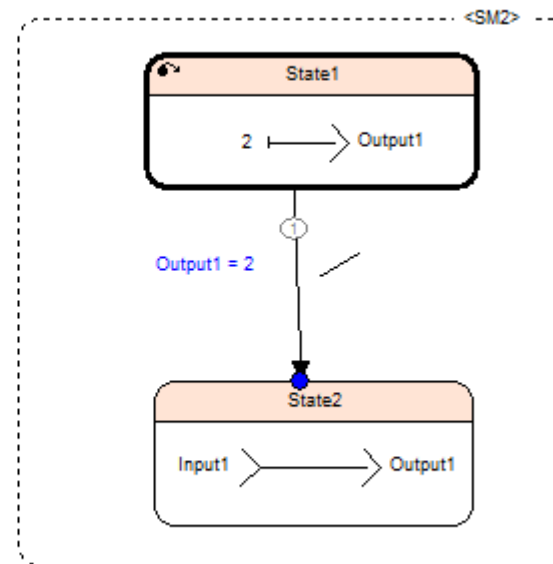 <SM2>
State1
2 Output1
1
Output1 = 2
State2
Input1 Output1